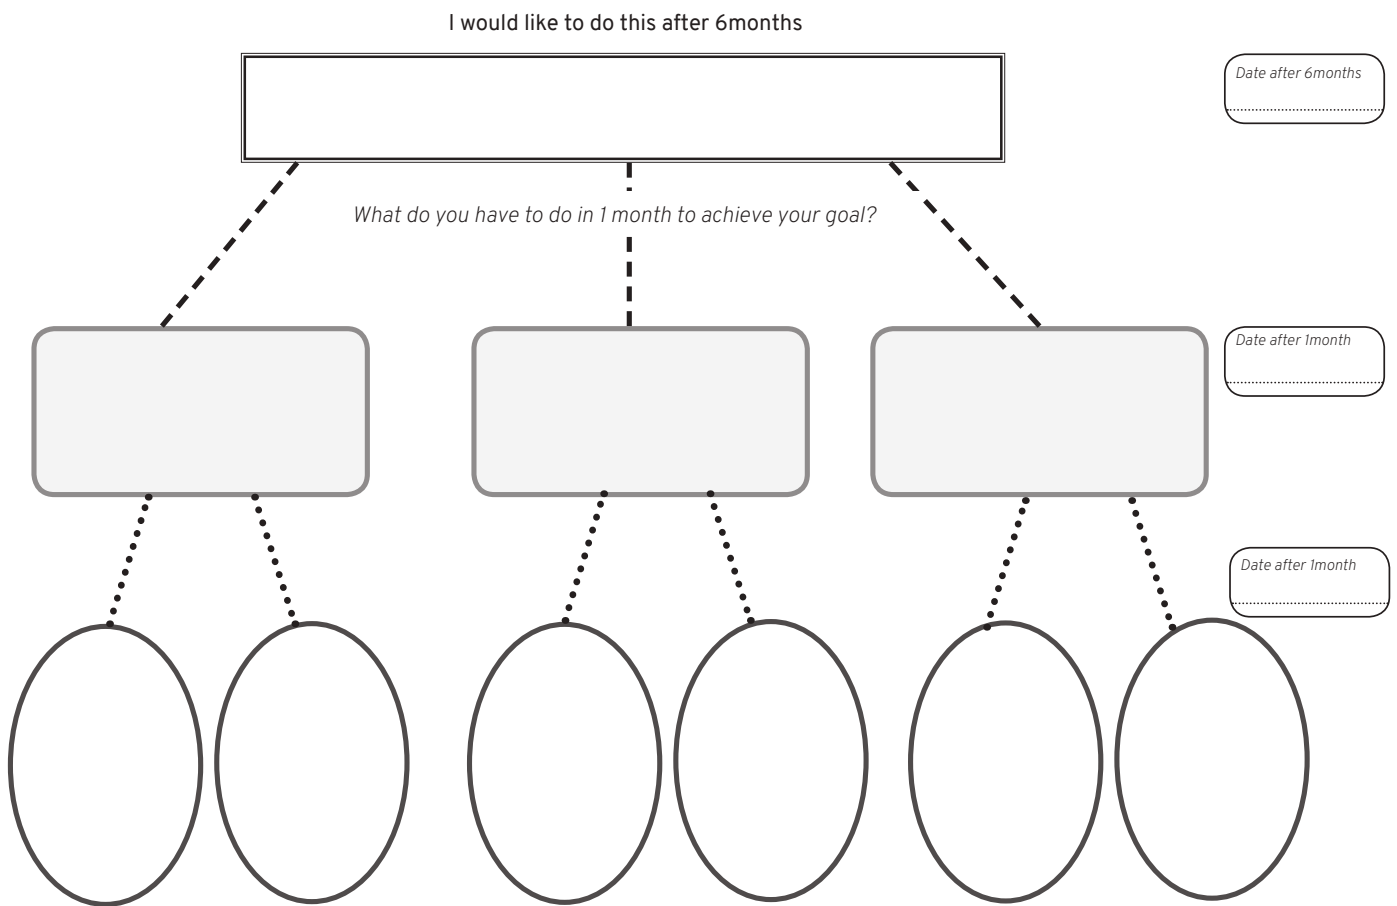 I would like to do this after 6months
Date after 6months
What do you have to do in 1 month to achieve your goal?
Date after 1month
Date after 1month